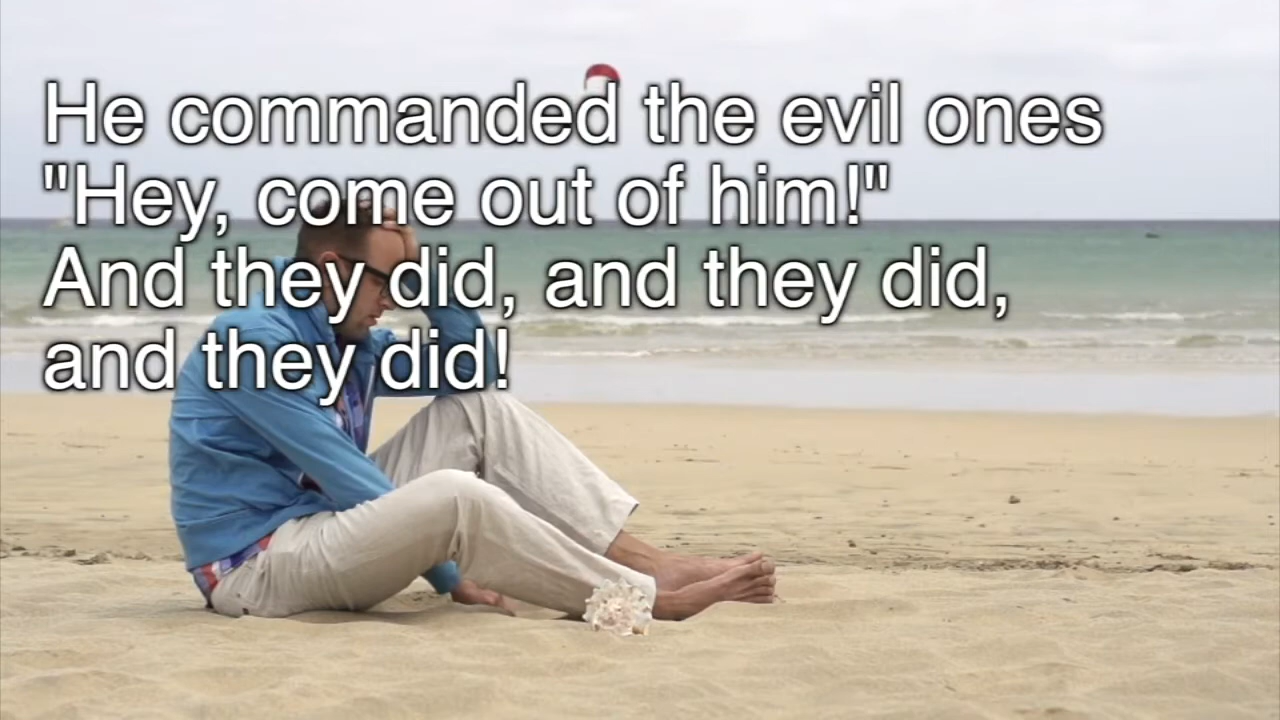 He commanded the evil ones
"Hey, come out of him!"
And they did, and they did,
and they did!